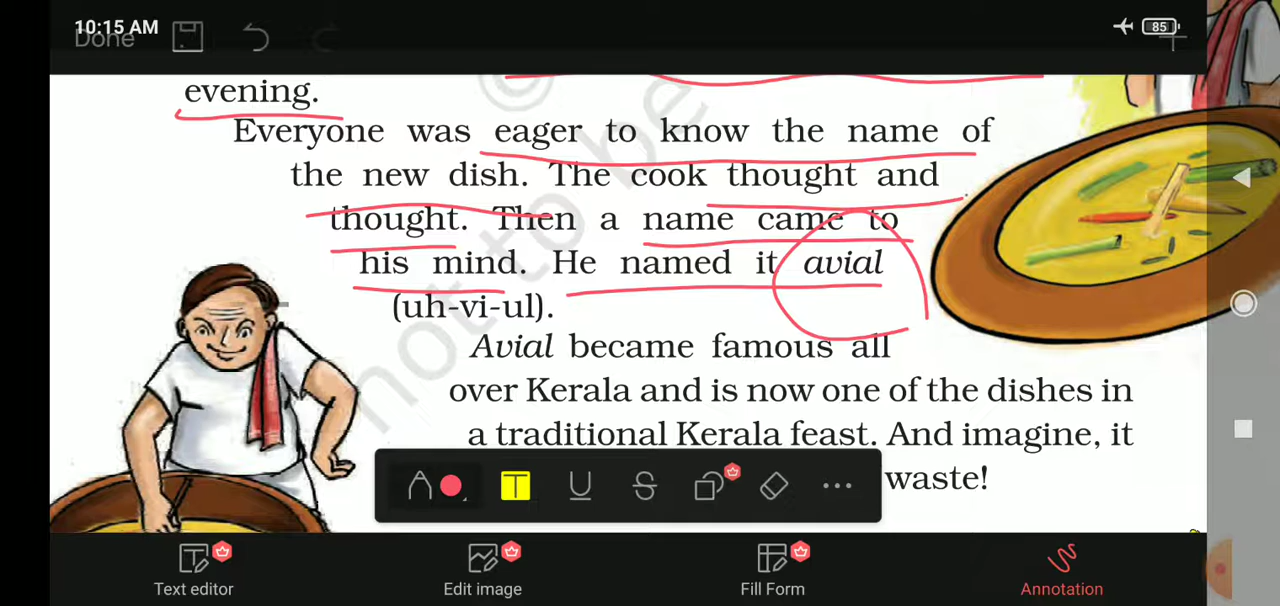 10:15 AM
85
Done
evening.
Everyone was eager to know the name of
the new dish. The cook thought and
thought. Then a name came to
his mind. He named it avial
(uh-vi-ul).
Avial became famous all
over Kerala and is now one of the dishes in
a traditional Kerala feast. And imagine, it
waste!
not to be
©
T
U
S
Text editor
Edit image
Fill Form
Annotation